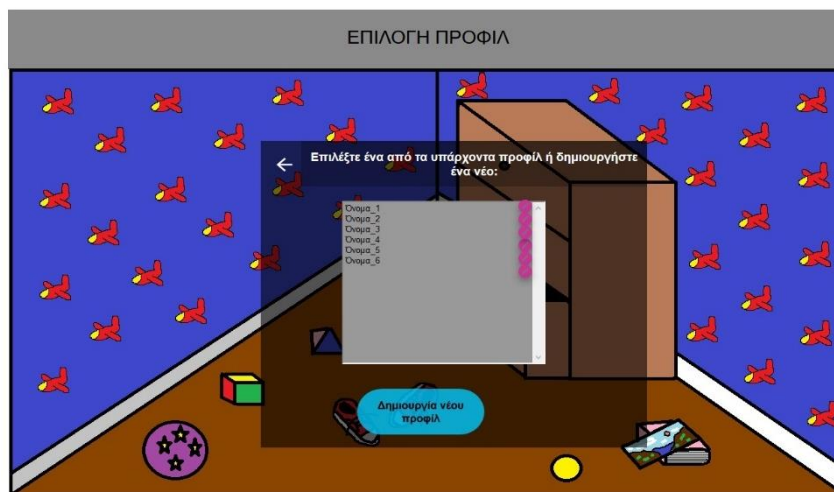 ΕΠΙΛΟΓΗ ΠΡΟΦΙΛ
Επιλέξτε ένα από τα υπάρχοντα προφίλ ή δημιουργήστε
ένα νέο:
Όνομα_1
Όνομα_2
Όνομα_3
Όνομα_4
Όνομα_5
Όνομα_6
Δημιουργία νέου
προφίλ